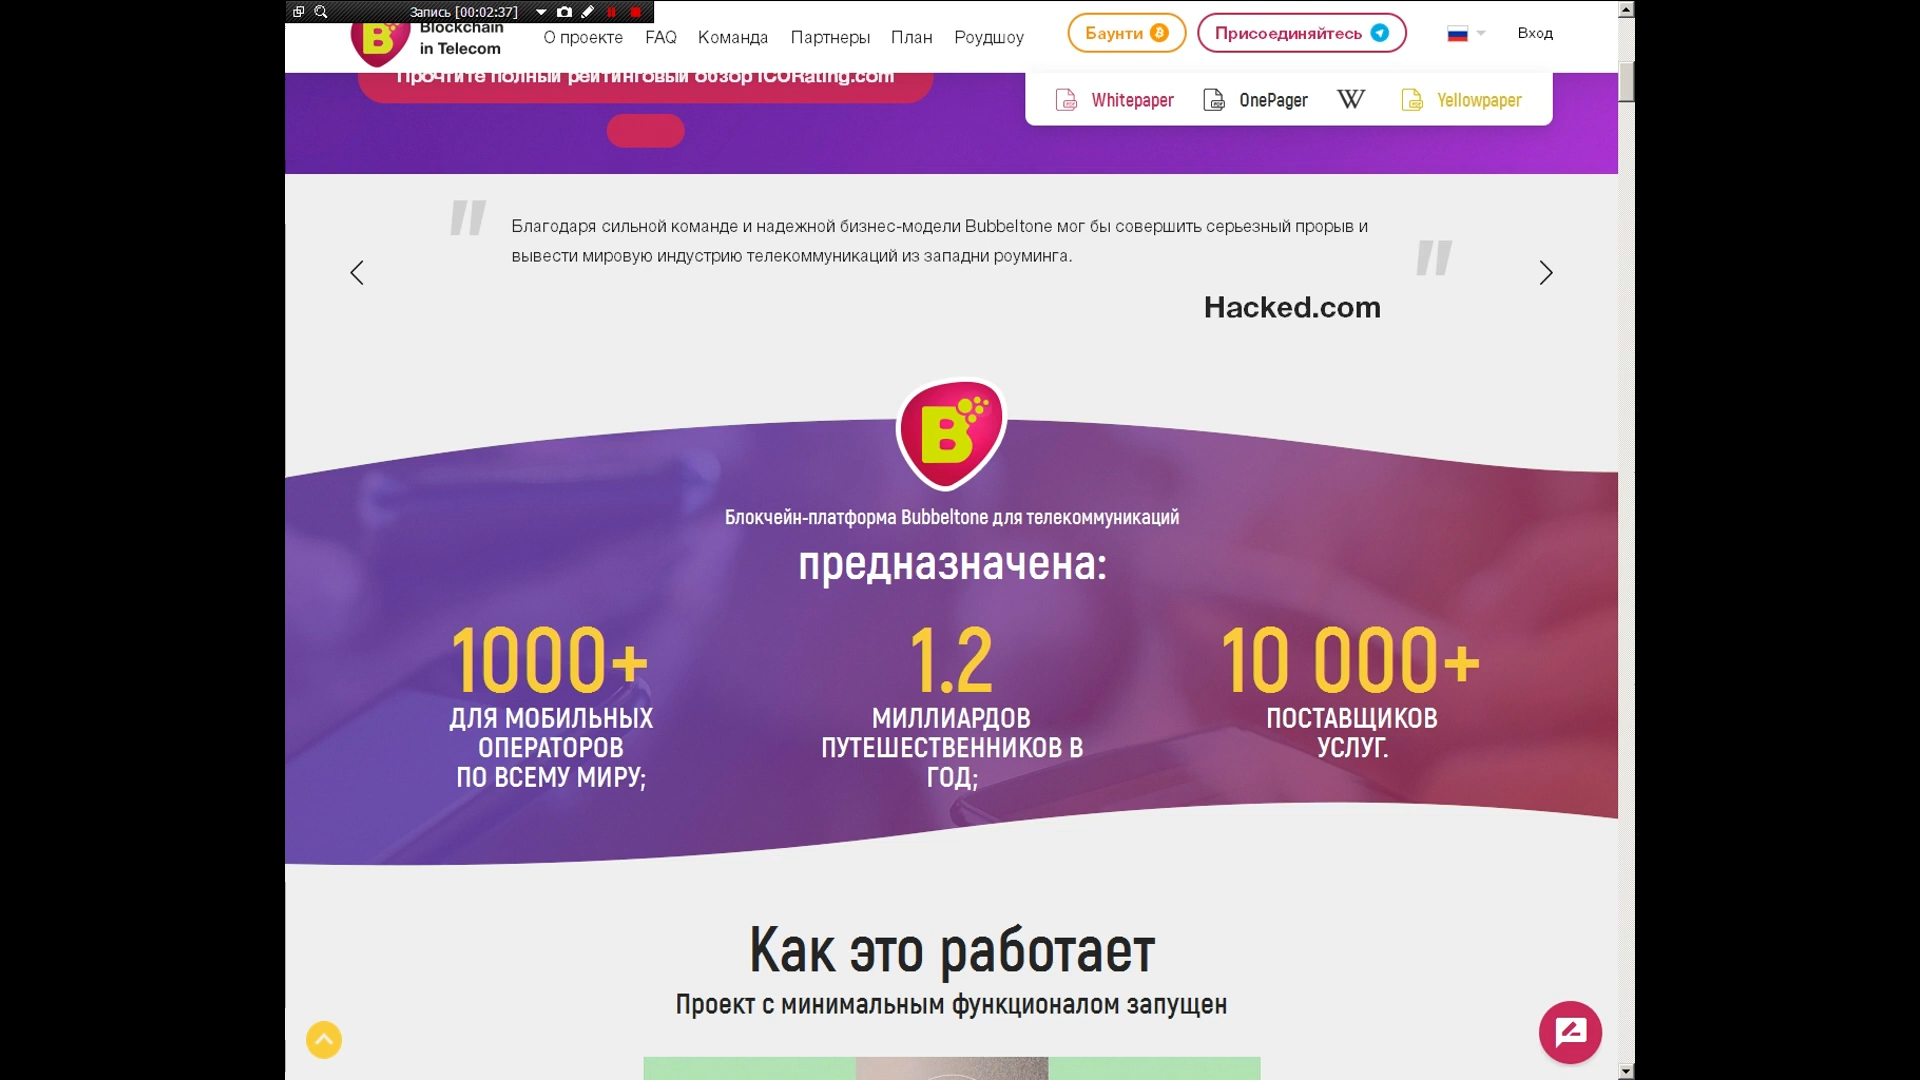 Запись [00:02:37]
Blockchain
in Telecom
О проекте
FAQ
Команда
Партнеры
План
Роудшоу
Баунти
Присоединяйтесь
Вход
Прочтите полный рейтинговый обзор ICORating.com
Whitepaper
OnePager
W
Yellowpaper
"
Благодаря сильной команде и надежной бизнес-модели Bubbeltone мог бы совершить серьезный прорыв и
вывести мировую индустрию телекоммуникаций из западни роуминга.
"
Hacked.com
B
Блокчейн-платформа Bubbeltone для телекоммуникаций
предназначена:
1000+
ДЛЯ МОБИЛЬНЫХ
ОПЕРАТОРОВ
ПО ВСЕМУ МИРУ;
1.2
МИЛЛИАРДОВ
ПУТЕШЕСТВЕННИКОВ В
ГОД;
10 000+
ПОСТАВЩИКОВ
УСЛУГ.
Как это работает
Проект с минимальным функционалом запущен